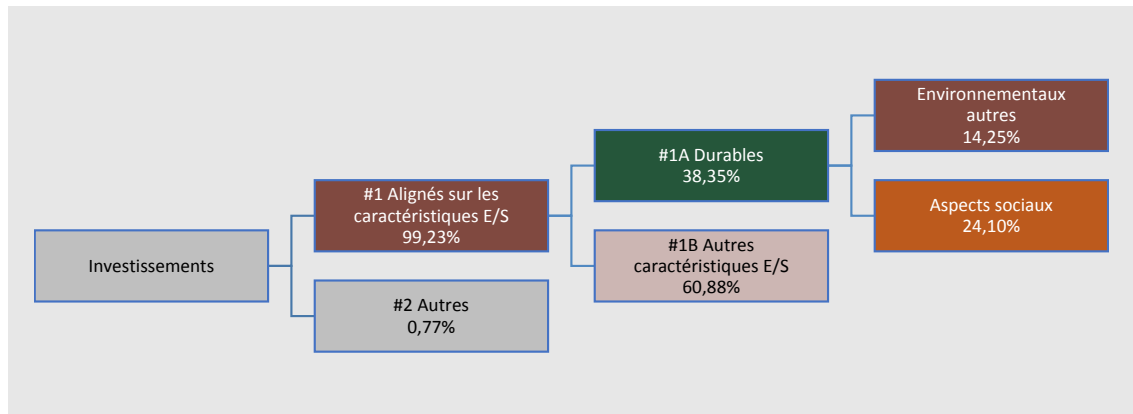 Investissements
#1 Alignés sur les
caractéristiques E/S
99,23%
#2 Autres
0,77%
#1A Durables
38,35%
#1B Autres
caractéristiques E/S
60,88%
Environnementaux
autres
14,25%
Aspects sociaux
24,10%